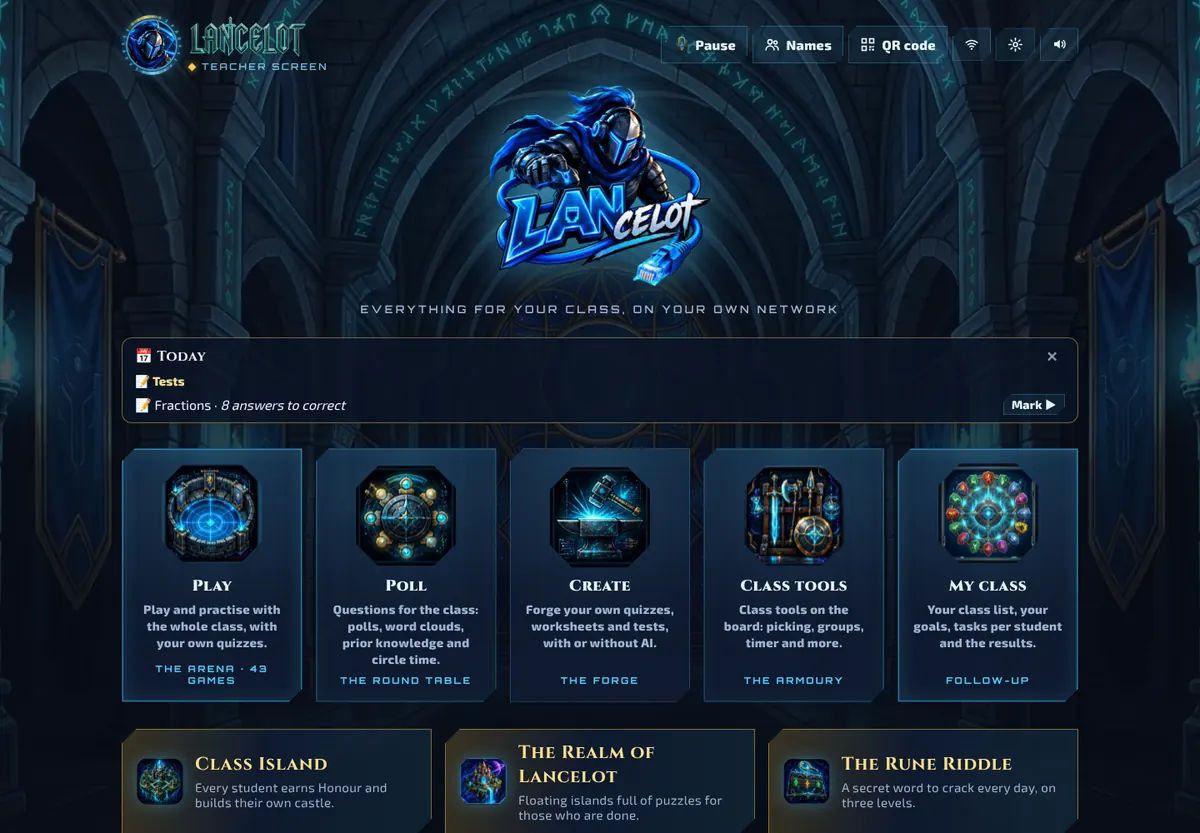 LANCELOT
TEACHER SCREEN
Pause
Names
QR code
LANCELOT
EVERYTHING FOR YOUR CLASS, ON YOUR OWN NETWORK
📅 TODAY
📝 Tests
📝 Fractions · 8 answers to correct
Mark ▶
PLAY
Play and practise with
the whole class, with
your own quizzes.
THE ARENA · 43
GAMES
POLL
Questions for the class:
polls, word clouds,
prior knowledge and
circle time.
THE ROUND TABLE
CREATE
Forge your own quizzes,
worksheets and tests,
with or without AI.
THE FORGE
CLASS TOOLS
Class tools on the
board: picking, groups,
timer and more.
THE ARMOURY
MY CLASS
Your class list, your
goals, tasks per student
and the results.
FOLLOW-UP
CLASS ISLAND
Every student earns Honour and
builds their own castle.
THE REALM OF
LANCELOT
Floating islands full of puzzles for
those who are done.
THE RUNE RIDDLE
A secret word to crack every day, on
three levels.